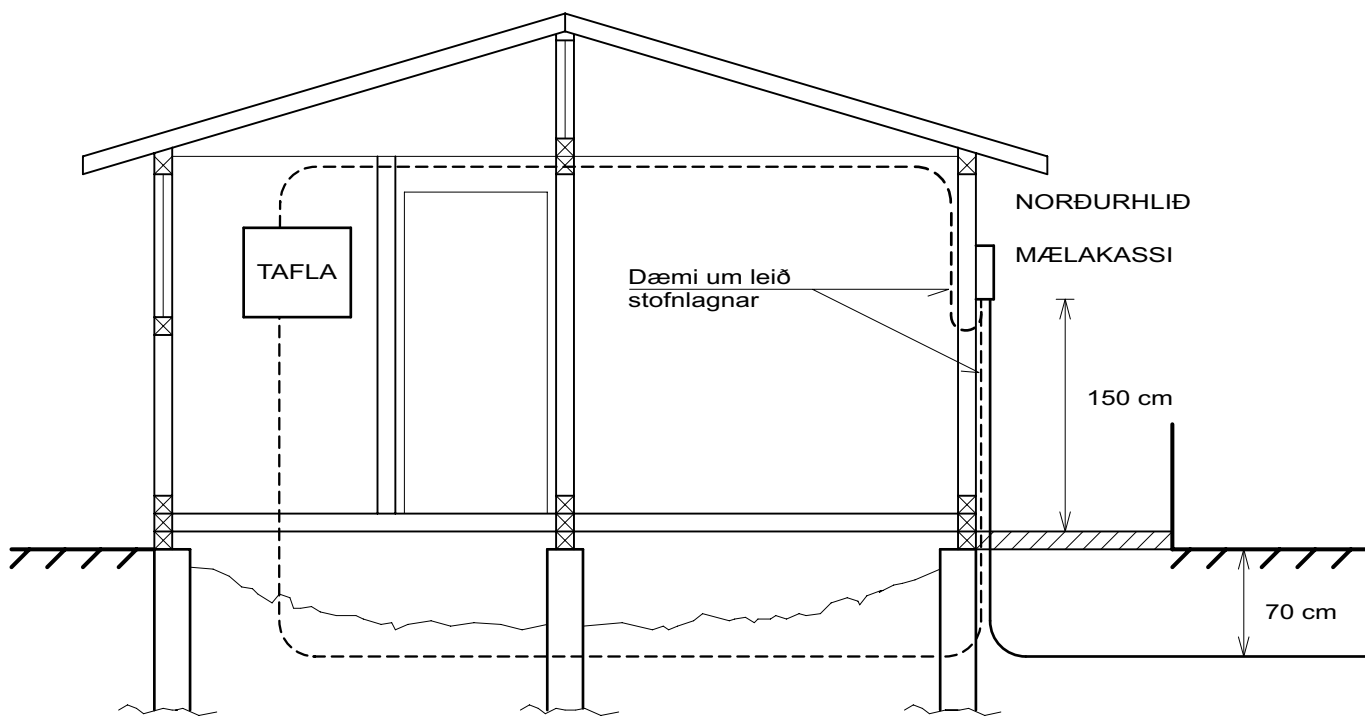 NORÐURHLIÐ
MÆLAKASSI
TAFLA
Dæmi um leið
stofnlagnar
150 cm
70 cm